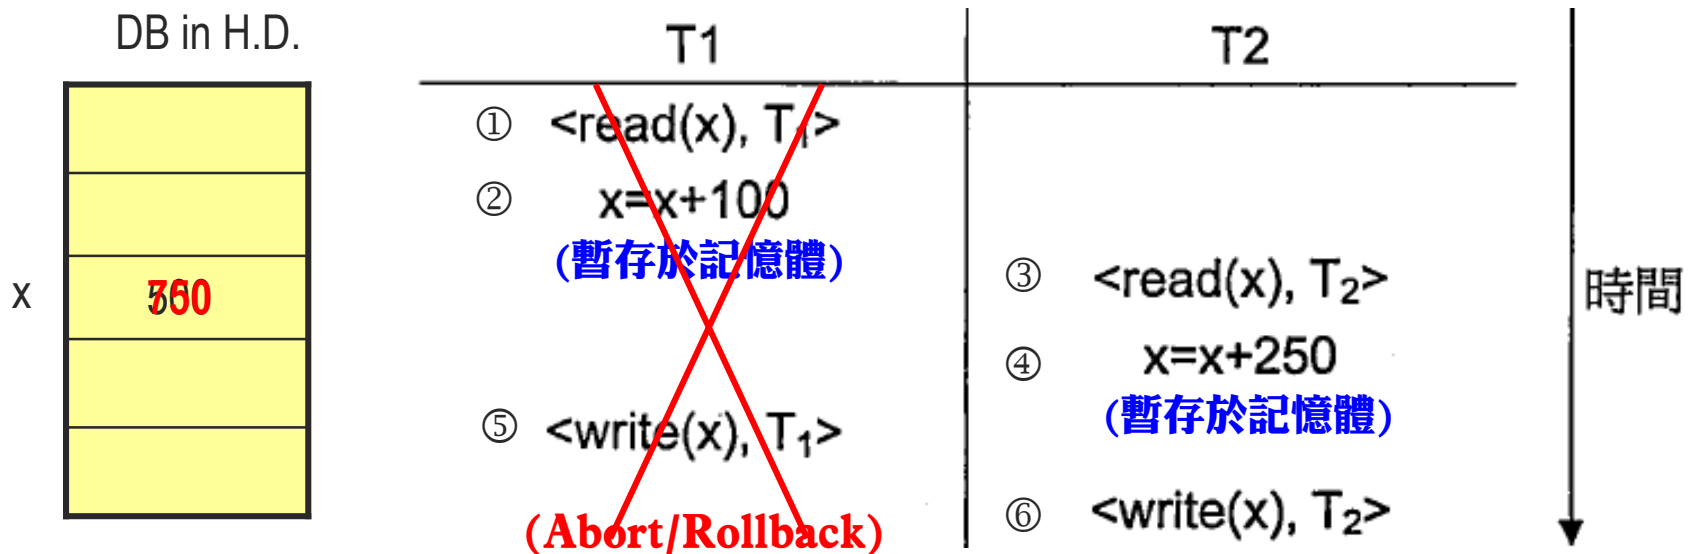 DB in H.D.
x
T1
T2
① <read(x), T₁>
② x=x+100
(暫存於記憶體)
③ <read(x), T₂>
④ x=x+250
(暫存於記憶體)
⑤ <write(x), T₁>
(Abort/Rollback)
⑥ <write(x), T₂>
時間